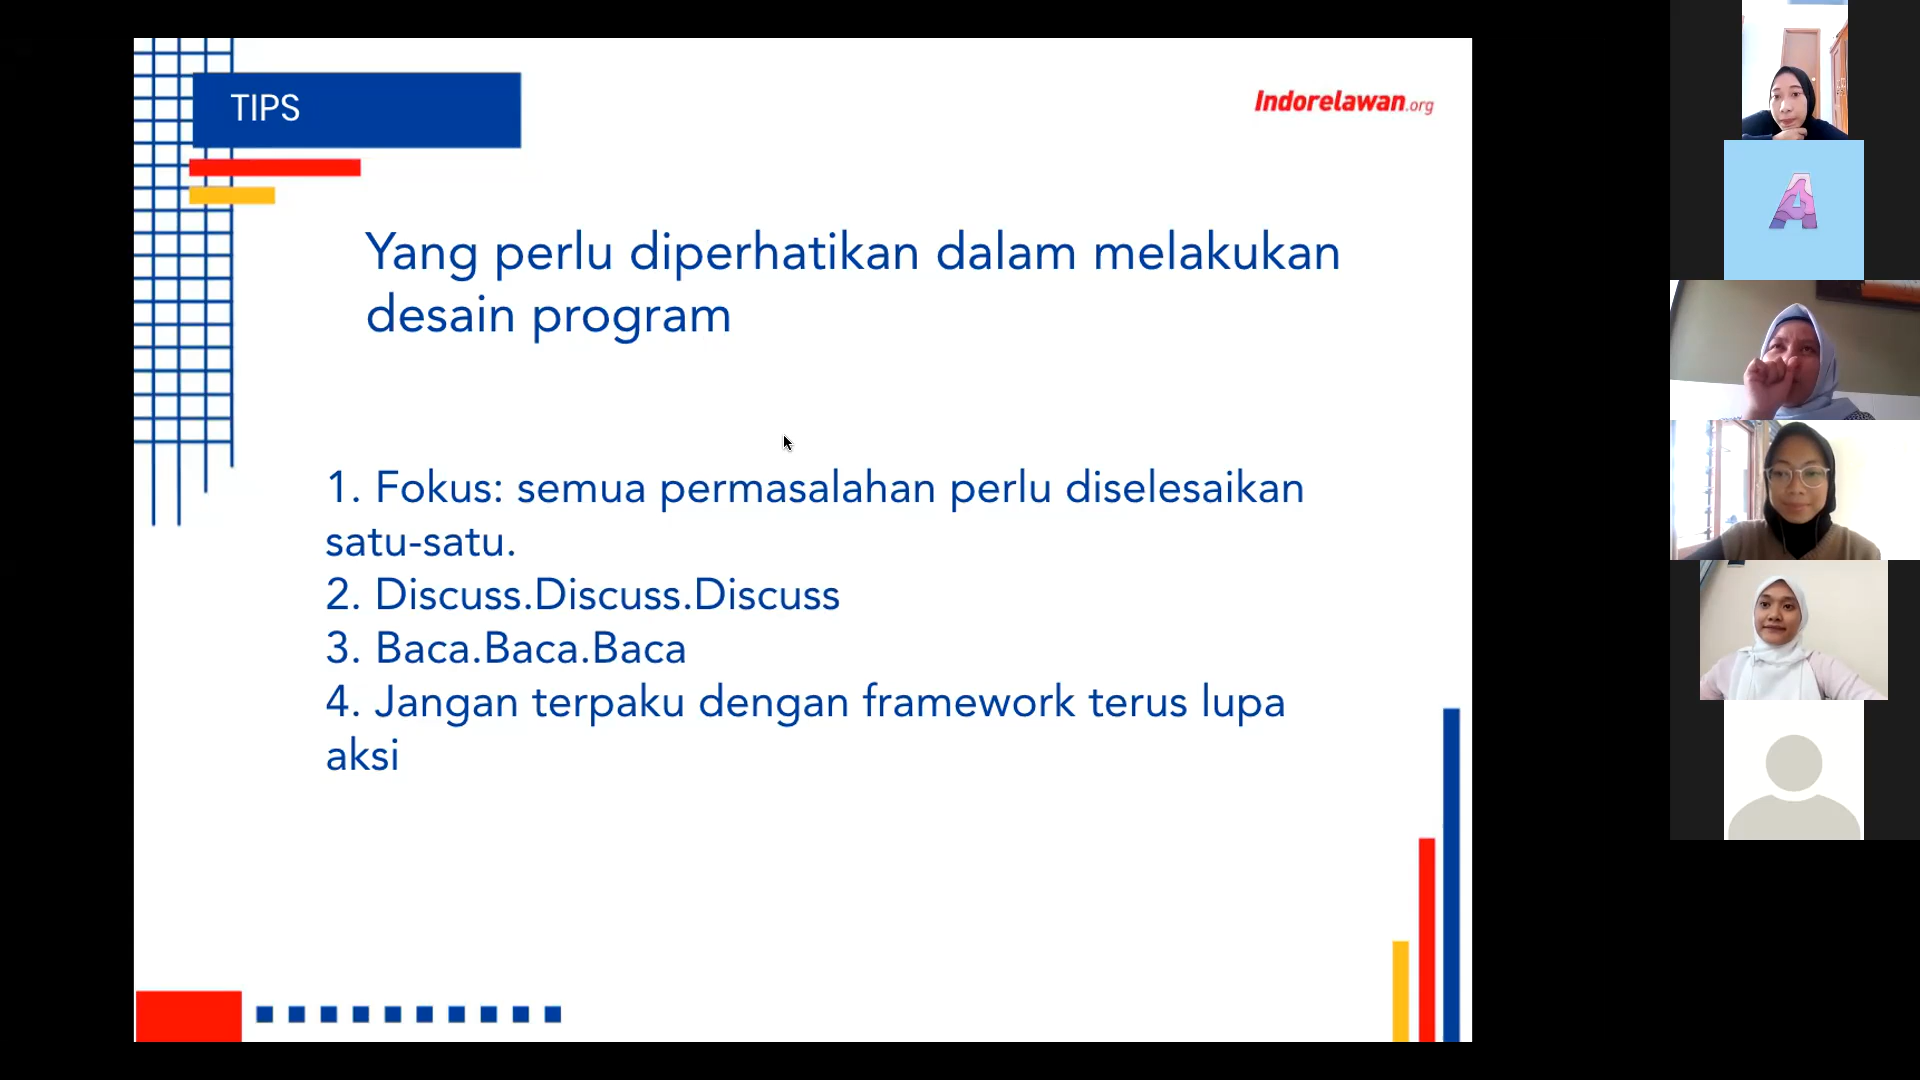 TIPS
Indorelawan.org
Yang perlu diperhatikan dalam melakukan
desain program
1. Fokus: semua permasalahan perlu diselesaikan
satu-satu.
2. Discuss.Discuss.Discuss
3. Baca.Baca.Baca
4. Jangan terpaku dengan framework terus lupa
aksi
A